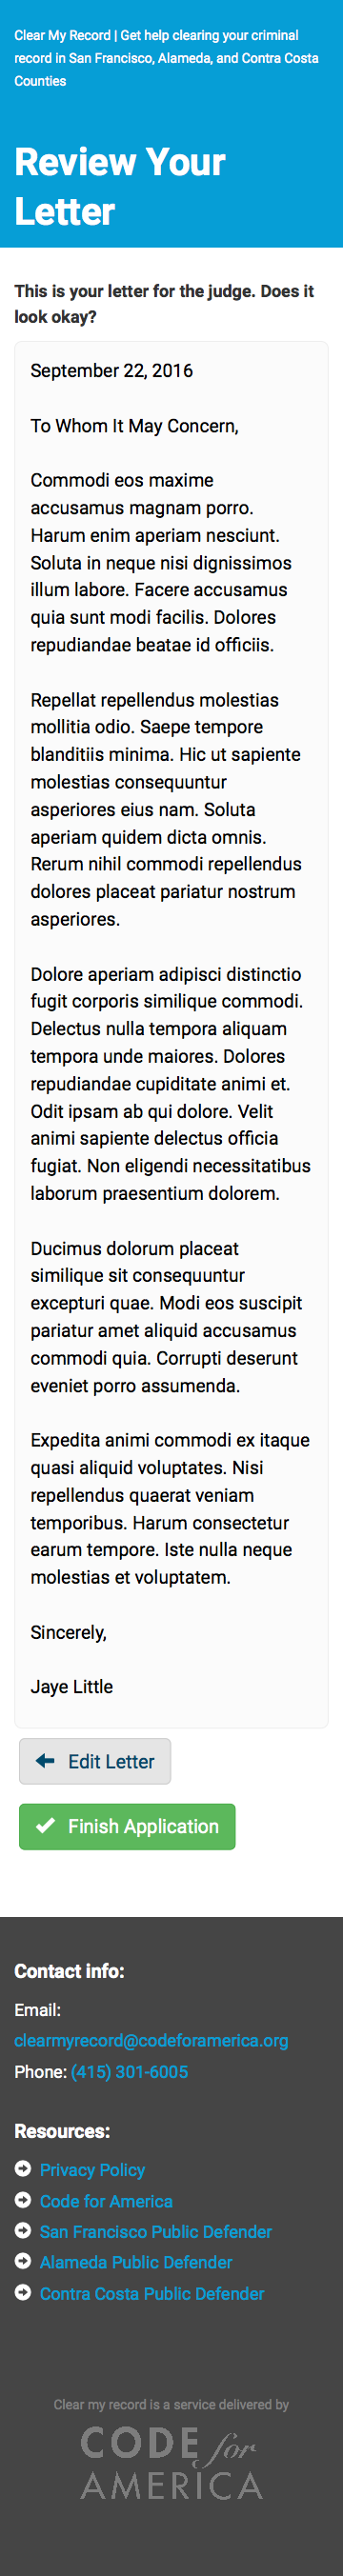 Clear My Record | Get help clearing your criminal
record in San Francisco, Alameda, and Contra Costa
Counties
Review Your
Letter
This is your letter for the judge. Does it
look okay?
September 22, 2016
To Whom It May Concern,
Commodi eos maxime
accusamus magnam porro.
Harum enim aperiam nesciunt.
Soluta in neque nisi dignissimos
illum labore. Facere accusamus
quia sunt modi facilis. Dolores
repudiandae beatae id officiis.
Repellat repellendus molestias
mollitia odio. Saepe tempore
blanditiis minima. Hic ut sapiente
molestias consequuntur
asperiores eius nam. Soluta
aperiam quidem dicta omnis.
Rerum nihil commodi repellendus
dolores placeat pariatur nostrum
asperiores.
Dolore aperiam adipisci distinctio
fugit corporis similique commodi.
Delectus nulla tempora aliquam
tempora unde maiores. Dolores
repudiandae cupiditate animi et.
Odit ipsam ab qui dolore. Velit
animi sapiente delectus officia
fugiat. Non eligendi necessitatibus
laborum praesentium dolorem.
Ducimus dolorum placeat
similique sit consequuntur
excepturi quae. Modi eos suscipit
pariatur amet aliquid accusamus
commodi quia. Corrupti deserunt
eveniet porro assumenda.
Expedita animi commodi ex itaque
quasi aliquid voluptates. Nisi
repellendus quaerat veniam
temporibus. Harum consectetur
earum tempore. Iste nulla neque
molestias et voluptatem.
Sincerely,
Jaye Little
Edit Letter
Finish Application
Contact info:
Email:
clearmyrecord@codeforamerica.org
Phone: (415) 301-6005
Resources:
Privacy Policy
Code for America
San Francisco Public Defender
Alameda Public Defender
Contra Costa Public Defender
Clear my record is a service delivered by
CODE for
AMERICA